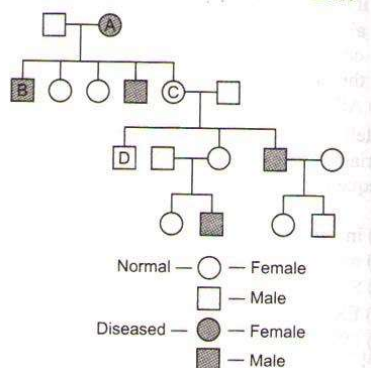 A
B
C
D
Normal — — Female
— Male
Diseased — — Female
— Male